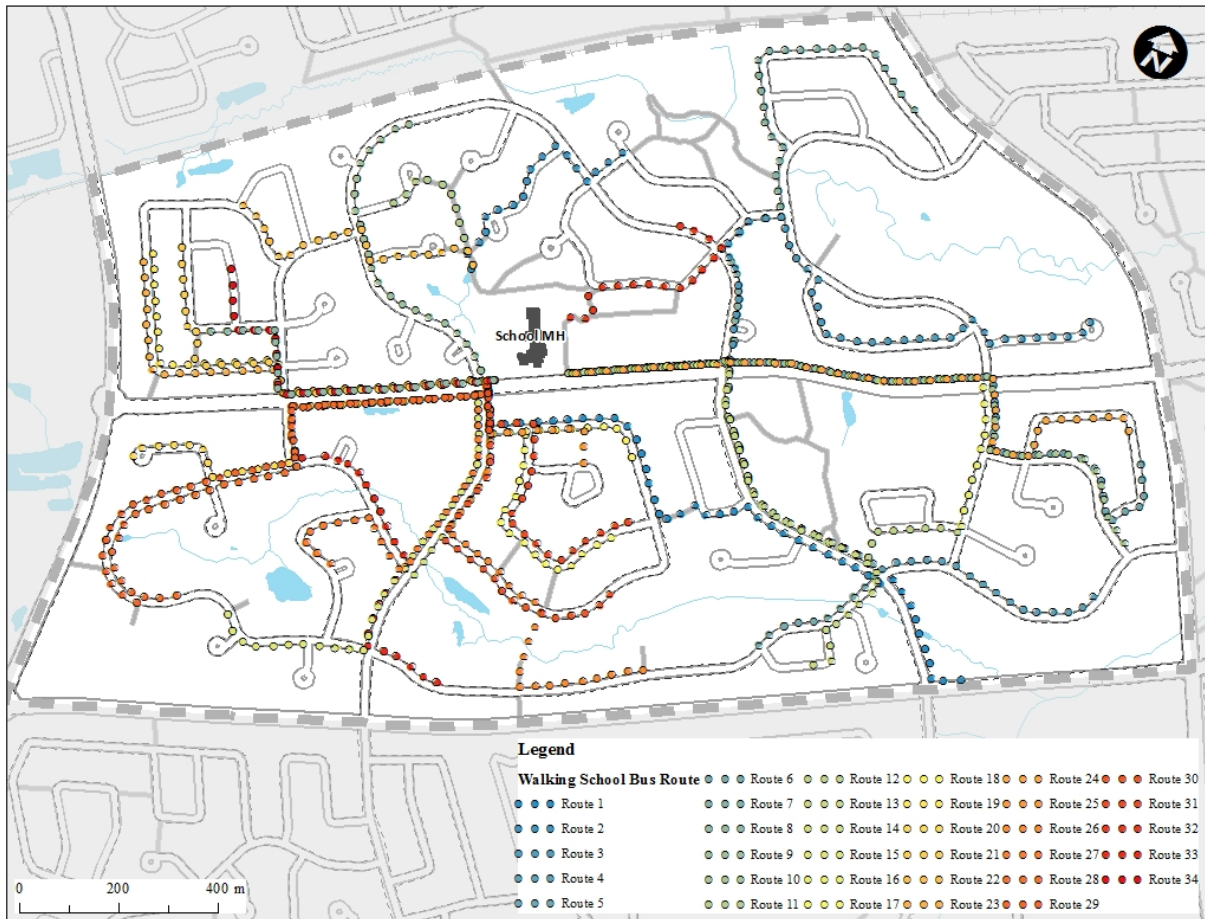 N
School MH
Legend
Walking School Bus Route
Route 1
Route 2
Route 3
Route 4
Route 5
Route 6
Route 7
Route 8
Route 9
Route 10
Route 11
Route 12
Route 13
Route 14
Route 15
Route 16
Route 17
Route 18
Route 19
Route 20
Route 21
Route 22
Route 23
Route 24
Route 25
Route 26
Route 27
Route 28
Route 29
Route 30
Route 31
Route 32
Route 33
Route 34
0 200 400 m